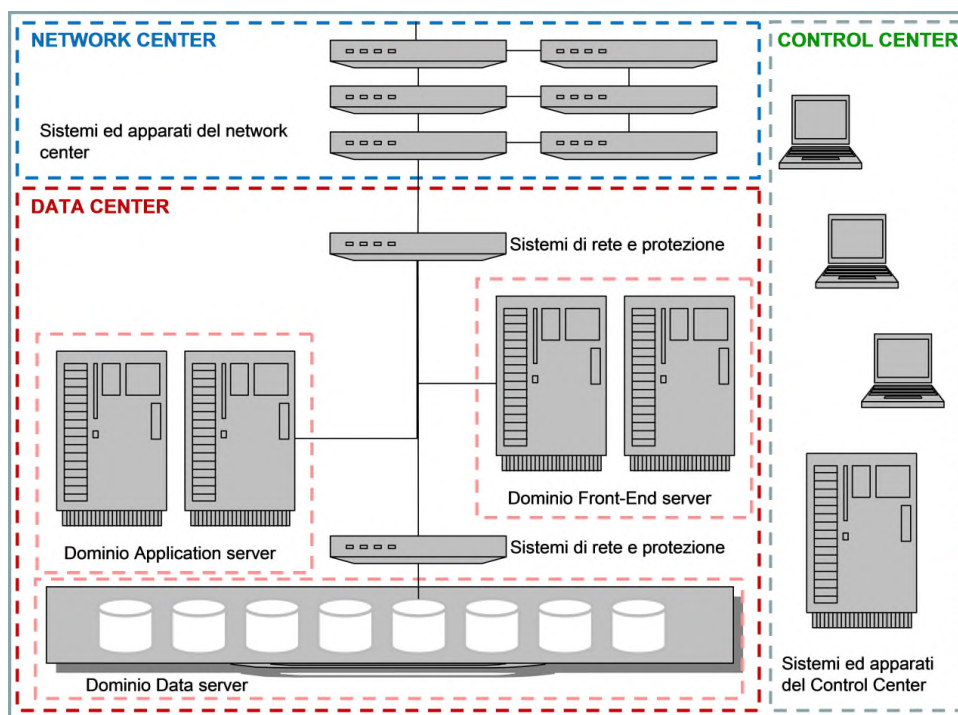 NETWORK CENTER
CONTROL CENTER
Sistemi ed apparati del network
center
DATA CENTER
Sistemi di rete e protezione
Dominio Front-End server
Dominio Application server
Sistemi di rete e protezione
Dominio Data server
Sistemi ed apparati
del Control Center